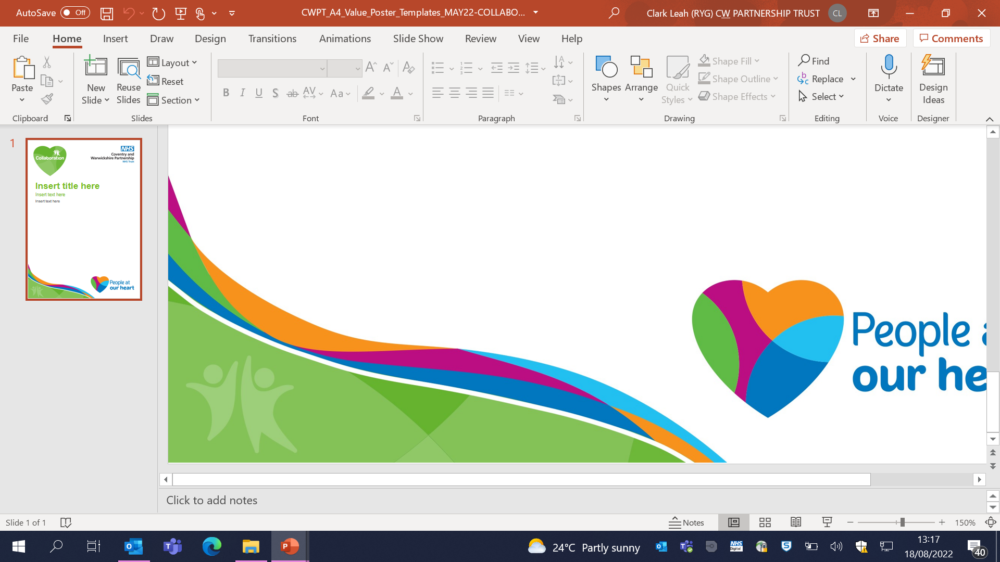 AutoSave Off CWPT_A4_Value_Poster_Templates_MAY22-COLLABO... Clark Leah (RYG) CW PARTNERSHIP TRUST CL
File Home Insert Draw Design Transitions Animations Slide Show Review View Help Share Comments
Paste
New Slide
Reuse Slides
Layout
Reset
Section
B I U S ab AV Aa A
Shapes Arrange Quick Styles
Shape Fill
Shape Outline
Shape Effects
Find
Replace
Select
Dictate
Design Ideas
Clipboard Slides Font Paragraph Drawing Editing Voice Designer
1
Collaboration
NHS
Coventry and
Warwickshire Partnership
NHS Trust
Insert title here
Insert text here
Insert text here
People at
our heart
People a
our he
Click to add notes
Slide 1 of 1 Notes 150%
24°C Partly sunny
NHS
Digital
13:17
18/08/2022
40